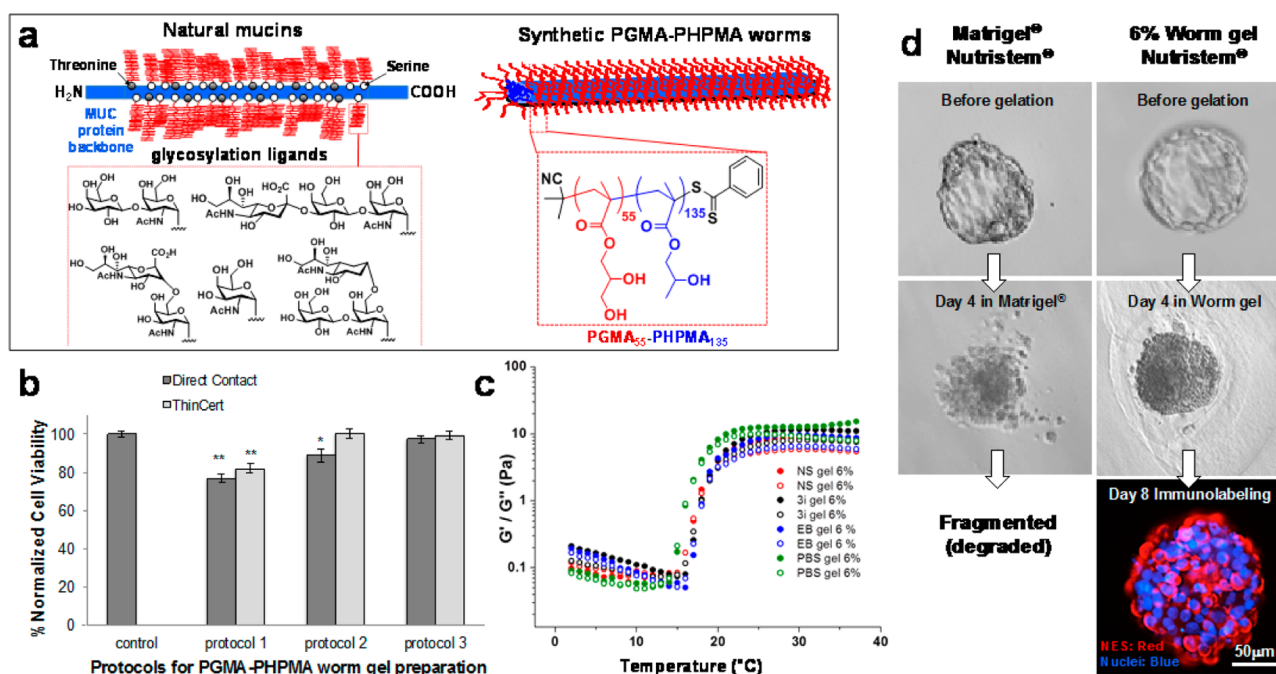 a
Natural mucins
Threonine
Serine
H2N
COOH
MUC
protein
backbone
glycosylation ligands
Synthetic PGMA-PHPMA worms
NC
S
S
55
135
O
O
O
O
OH
OH
OH
PGMA55-PHPMA135
b
Direct Contact
ThinCert
% Normalized Cell Viability
120
100
80
60
40
20
0
**
**
*
control
protocol 1
protocol 2
protocol 3
Protocols for PGMA-PHPMA worm gel preparation
c
G' / G'' (Pa)
100
10
1
0.1
NS gel 6%
NS gel 6%
3i gel 6%
3i gel 6%
EB gel 6 %
EB gel 6%
PBS gel 6%
PBS gel 6%
0
10
20
30
40
Temperature (°C)
d
Matrigel®
Nutristem®
6% Worm gel
Nutristem®
Before gelation
Before gelation
Day 4 in Matrigel®
Day 4 in Worm gel
Fragmented
(degraded)
Day 8 Immunolabeling
NES: Red
Nuclei: Blue
50μm